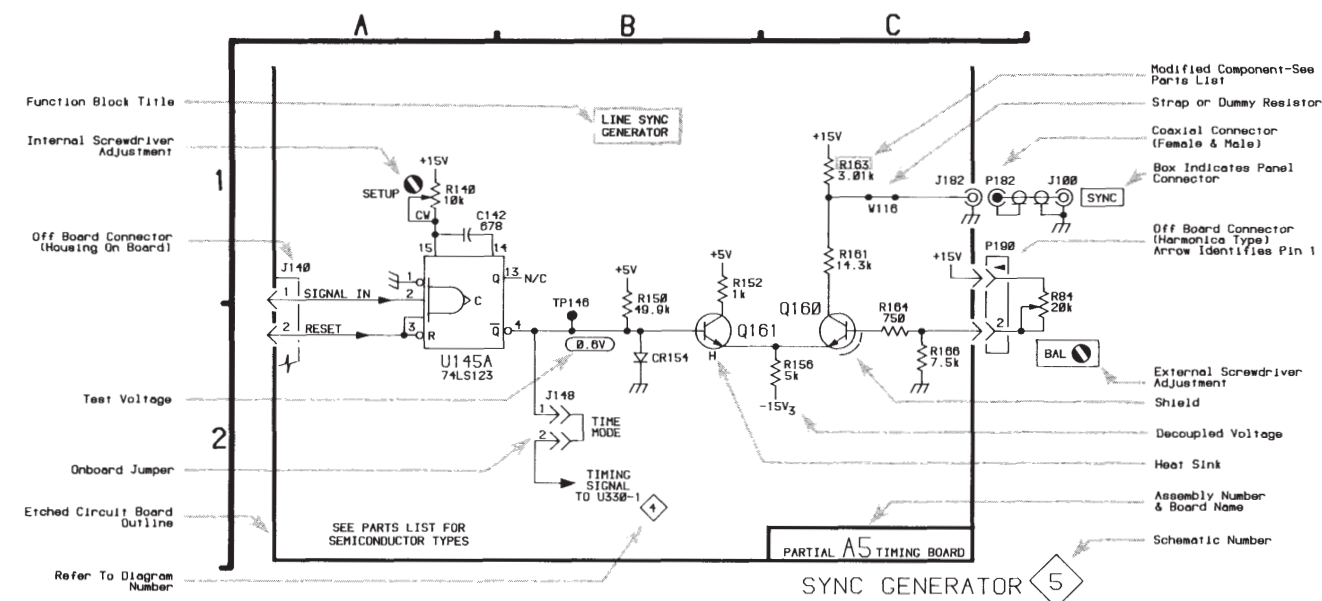 A
B
C
Function Block Title
LINE SYNC
GENERATOR
Modified Component-See
Parts List
Strap or Dummy Resistor
Internal Screwdriver
Adjustment
Coaxial Connector
(Female & Male)
1
+15V
+15V
R163
3.01k
Box Indicates Panel
Connector
SETUP
R140
10k
CW
C142
678
W116
J182
P182
J100
SYNC
Off Board Connector
(Housing On Board)
15
14
Off Board Connector
(Harmonica Type)
Arrow Identifies Pin 1
J140
1
Q
13
N/C
+5V
+5V
R161
14.3k
+15V
P190
1
SIGNAL IN
2
C
TP146
R150
49.9k
R152
1k
Q160
R164
750
R84
20k
2
RESET
3
R
Q
4
Q161
2
0.6V
H
U145A
74LS123
CR154
R156
5k
R166
7.5k
BAL
Test Voltage
J148
-15V3
External Screwdriver
Adjustment
Shield
1
TIME
MODE
2
2
Decoupled Voltage
Onboard Jumper
Heat Sink
TIMING
SIGNAL
TO U330-1
4
Etched Circuit Board
Outline
Assembly Number
& Board Name
SEE PARTS LIST FOR
SEMICONDUCTOR TYPES
PARTIAL A5 TIMING BOARD
Schematic Number
Refer To Diagram
Number
SYNC GENERATOR 5